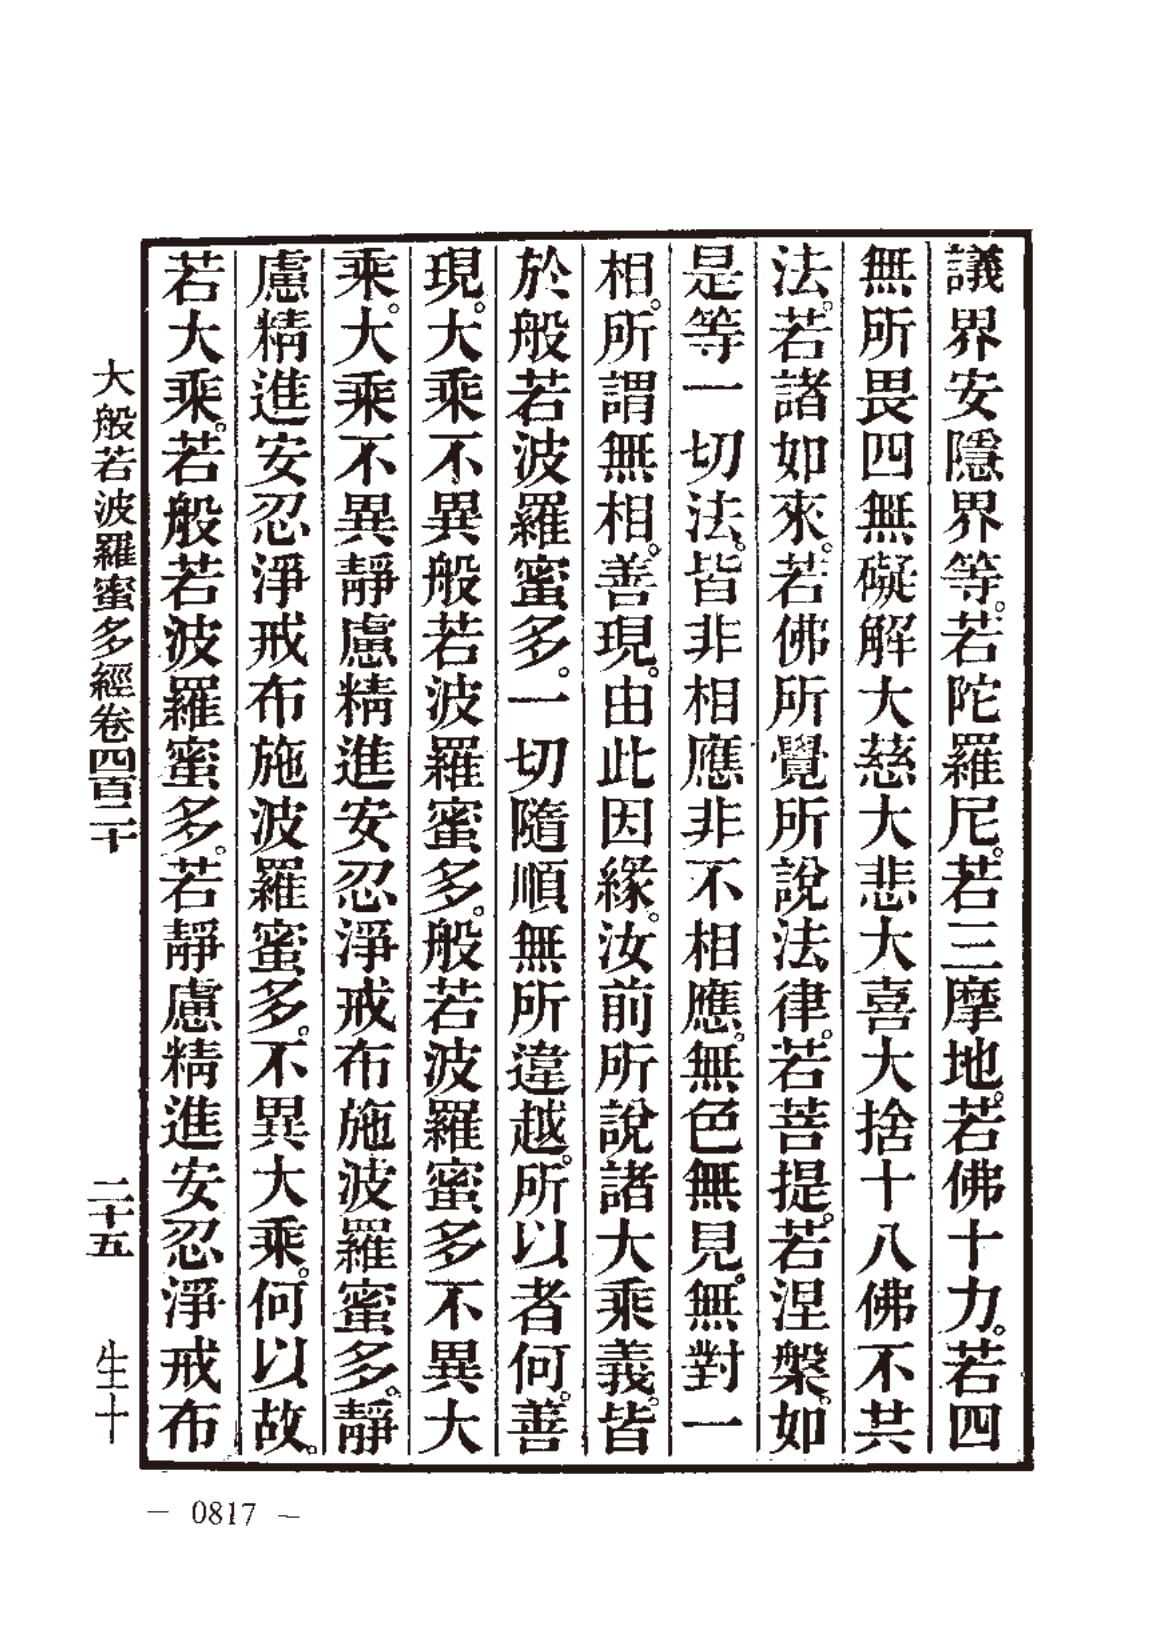 議界安隱界等。若陀羅尼。若三摩地。若佛十力。若四
無所畏四無礙解大慈大悲大喜大捨十八佛不共
法。若諸如來。若佛所覺所說法律。若菩提。若涅槃。如
是等一切法。皆非相應非不相應。無色無見。無對一
相。所謂無相。善現。由此因緣。汝前所說諸大乘義。皆
於般若波羅蜜多。一切隨順無所違越。所以者何。善
現。大乘不異般若波羅蜜多。般若波羅蜜多不異大
乘。大乘不異靜慮精進安忍淨戒布施波羅蜜多。靜
慮精進安忍淨戒布施波羅蜜多。不異大乘。何以故。
若大乘。若般若波羅蜜多。若靜慮精進安忍淨戒布
大般若波羅蜜多經卷四百二十 二十五 生十
— 0817 —